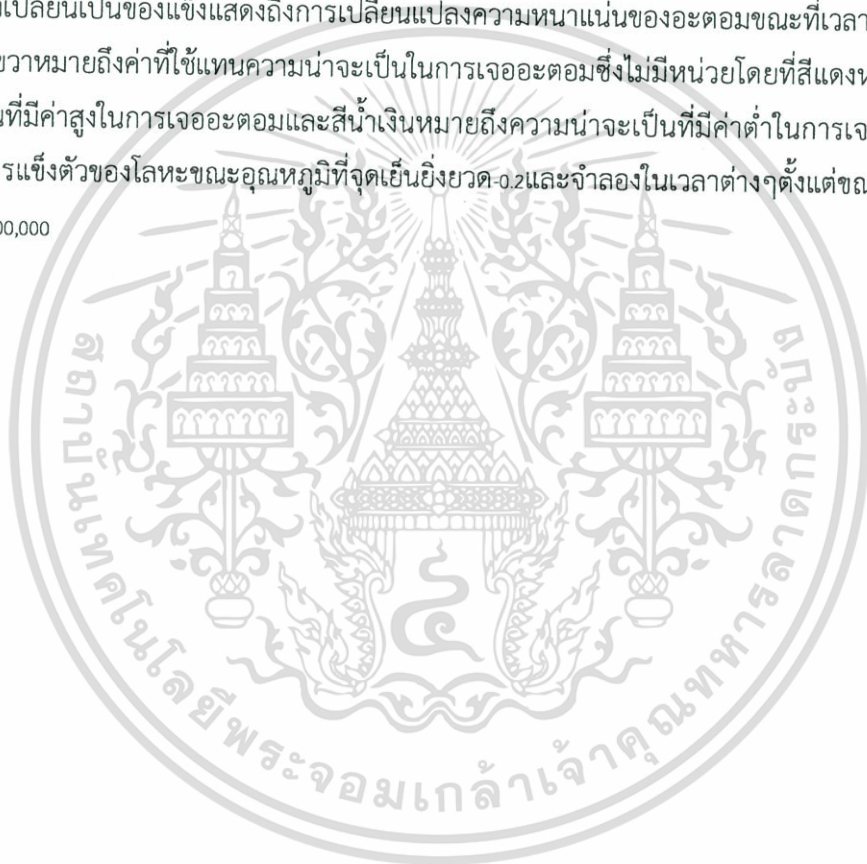 เปลี่ยนเป็นของแข็งแสดงถึงการเปลี่ยนแปลงความหนาแน่นของอะตอมขณะที่เวลา
ขวาหมายถึงค่าที่ใช้แทนความน่าจะเป็นในการเจออะตอมซึ่งไม่มีหน่วยโดยที่สีแดง
ที่มีค่าสูงในการเจออะตอมและสีน้ำเงินหมายถึงความน่าจะเป็นที่มีค่าต่ำในการเจ
รแข็งตัวของโลหะขณะอุณหภูมิที่จุดเย็นยิ่งยวด-0.2และจำลองในเวลาต่างๆตั้งแต่ขณ
00,000
สถาบันเทคโนโลยีพระจอมเกล้าเจ้าคุณทหารลาดกระบัง
๔